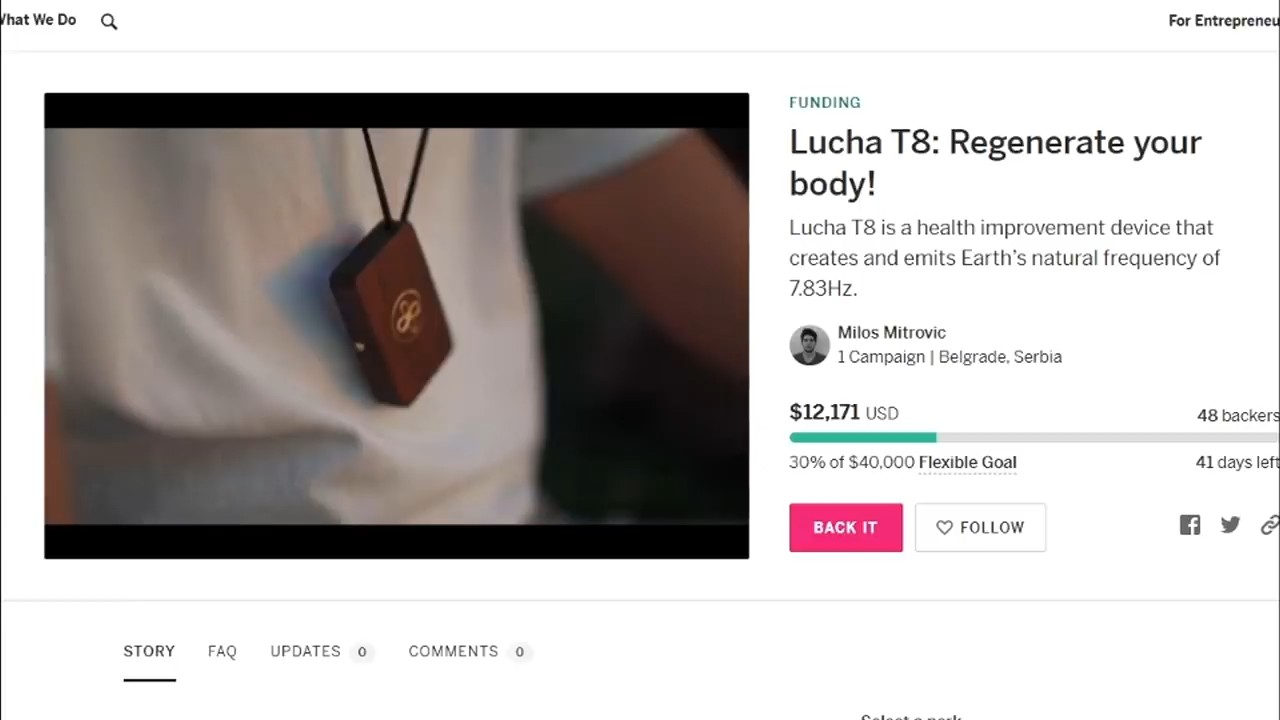 What We Do
For Entrepreneu
FUNDING
Lucha T8: Regenerate your
body!
Lucha T8 is a health improvement device that
creates and emits Earth's natural frequency of
7.83Hz.
Milos Mitrovic
1 Campaign | Belgrade, Serbia
$12,171 USD
48 backers
30% of $40,000 Flexible Goal
41 days left
BACK IT
FOLLOW
STORY FAQ UPDATES 0 COMMENTS 0
Select a perk